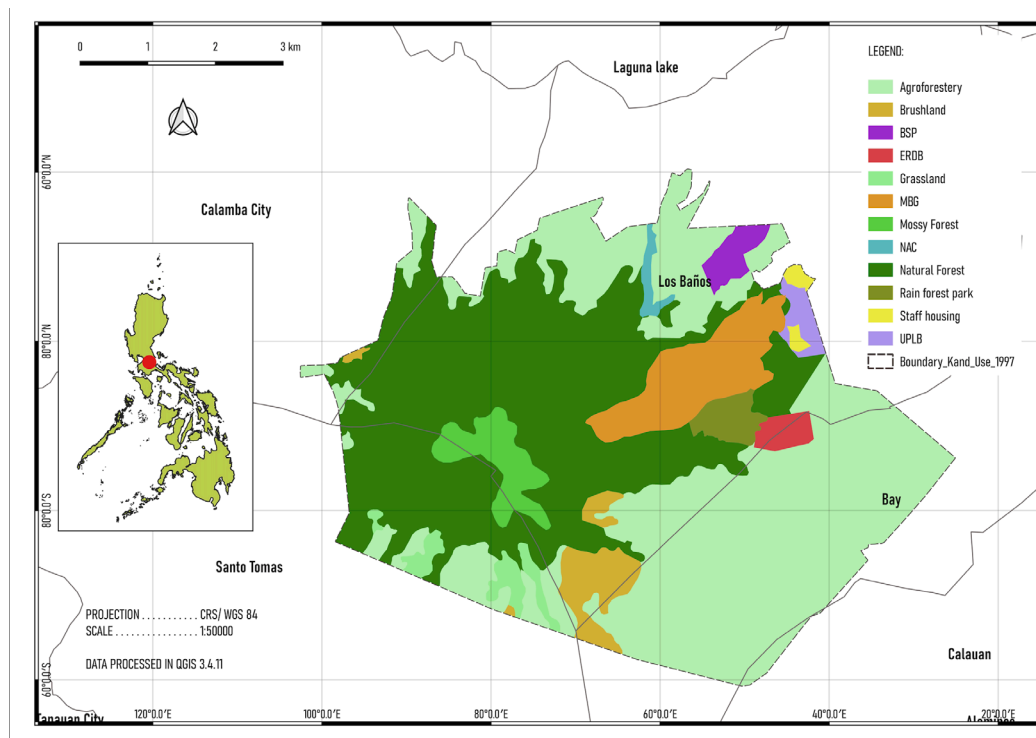 0 1 2 3 km
Laguna lake
LEGEND:
Agroforestery
Brushland
BSP
ERDB
Grassland
MBG
Mossy Forest
NAC
Natural Forest
Rain forest park
Staff housing
UPLB
Boundary_Kand_Use_1997
60°0.0'N
Calamba City
Los Baños
80°0.0'N
Bay
80°0.0'S
Santo Tomas
PROJECTION . . . . . . . . . . . CRS/ WGS 84
SCALE . . . . . . . . . . . . . . . 1:50000
DATA PROCESSED IN QGIS 3.4.11
Calauan
60°0.0'S
120°0.0'E 100°0.0'E 80°0.0'E 60°0.0'E 40°0.0'E 20°0.0'E
Tanauan City